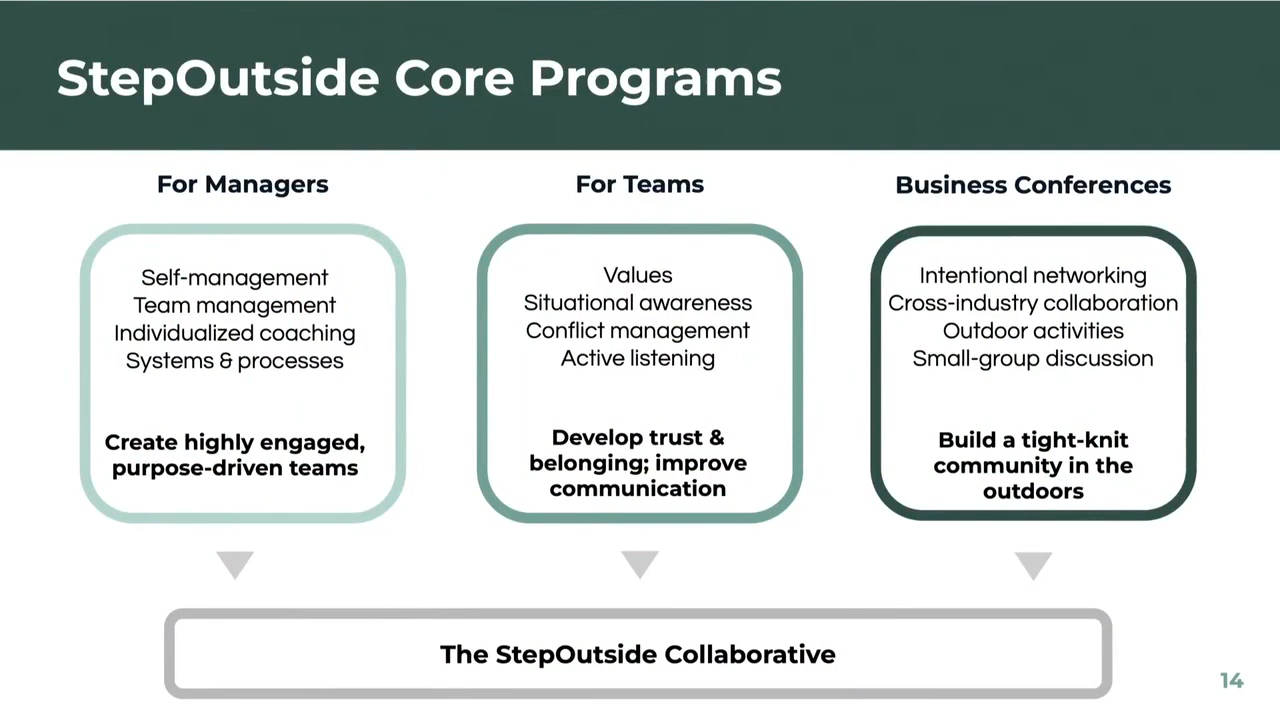 StepOutside Core Programs
For Managers
Self-management
Team management
Individualized coaching
Systems & processes
Create highly engaged,
purpose-driven teams
For Teams
Values
Situational awareness
Conflict management
Active listening
Develop trust &
belonging; improve
communication
Business Conferences
Intentional networking
Cross-industry collaboration
Outdoor activities
Small-group discussion
Build a tight-knit
community in the
outdoors
The StepOutside Collaborative
14